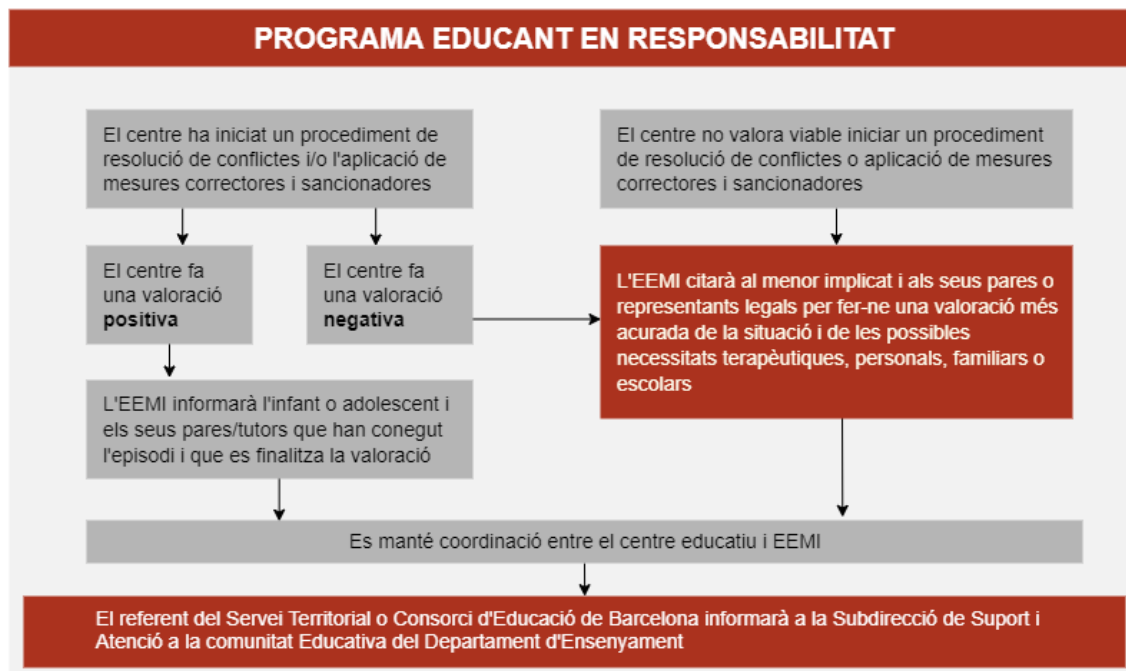 PROGRAMA EDUCANT EN RESPONSABILITAT
El centre ha iniciat un procediment de
resolució de conflictes i/o l'aplicació de
mesures correctores i sancionadores
El centre no valora viable iniciar un procediment
de resolució de conflictes o aplicació de mesures
correctores i sancionadores
El centre fa
una valoració
positiva
El centre fa
una valoració
negativa
L'EEMI citarà al menor implicat i als seus pares o
representants legals per fer-ne una valoració més
acurada de la situació i de les possibles
necessitats terapèutiques, personals, familiars o
escolars
L'EEMI informarà l'infant o adolescent i
els seus pares/tutors que han conegut
l'episodi i que es finalitza la valoració
Es manté coordinació entre el centre educatiu i EEMI
El referent del Servei Territorial o Consorci d'Educació de Barcelona informarà a la Subdirecció de Suport i
Atenció a la comunitat Educativa del Departament d'Ensenyament